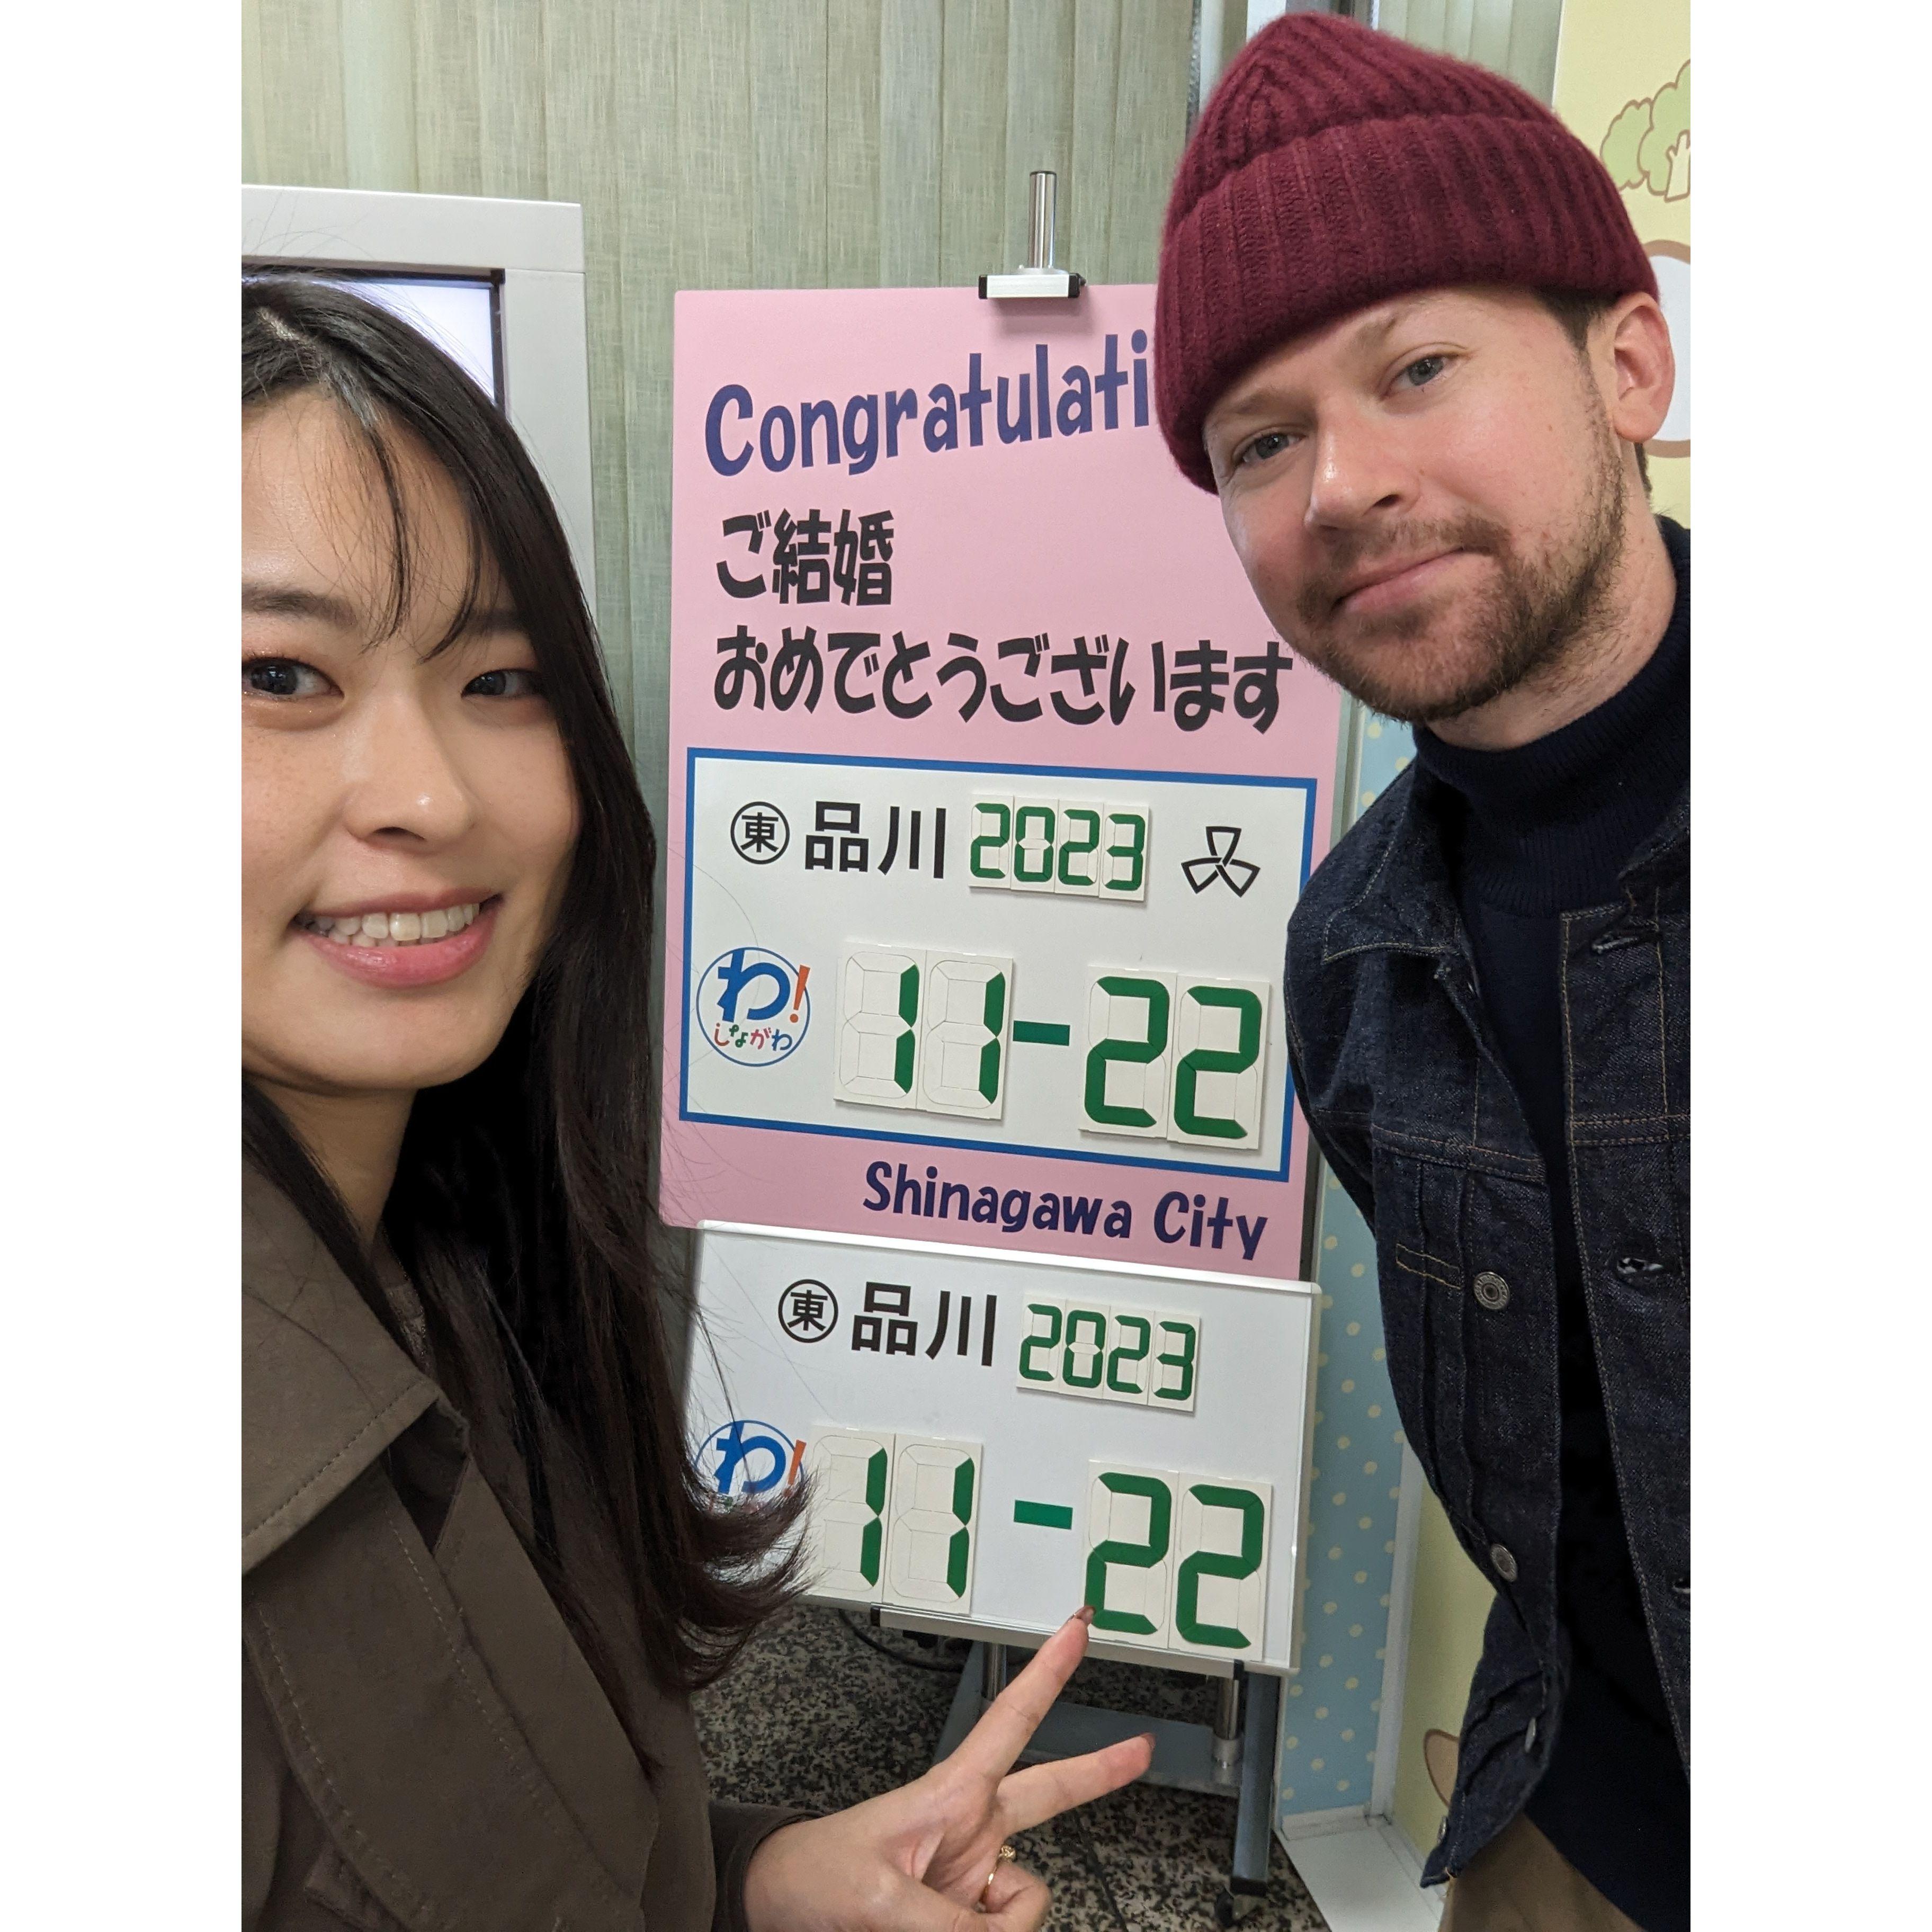 Congratulati
ご結婚
おめでとうございます
東 品川 2023
わ!
しながわ
11-22
Shinagawa City
東 品川 2023
わ!
11-22